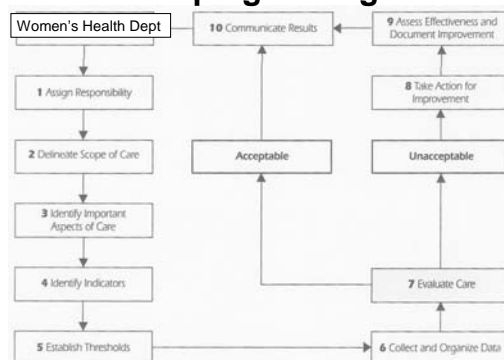 Women's Health Dept
10 Communicate Results
9 Assess Effectiveness and
Document Improvement
1 Assign Responsibility
8 Take Action for
Improvement
2 Delineate Scope of Care
Acceptable
Unacceptable
3 Identify Important
Aspects of Care
4 Identify Indicators
7 Evaluate Care
5 Establish Thresholds
6 Collect and Organize Data